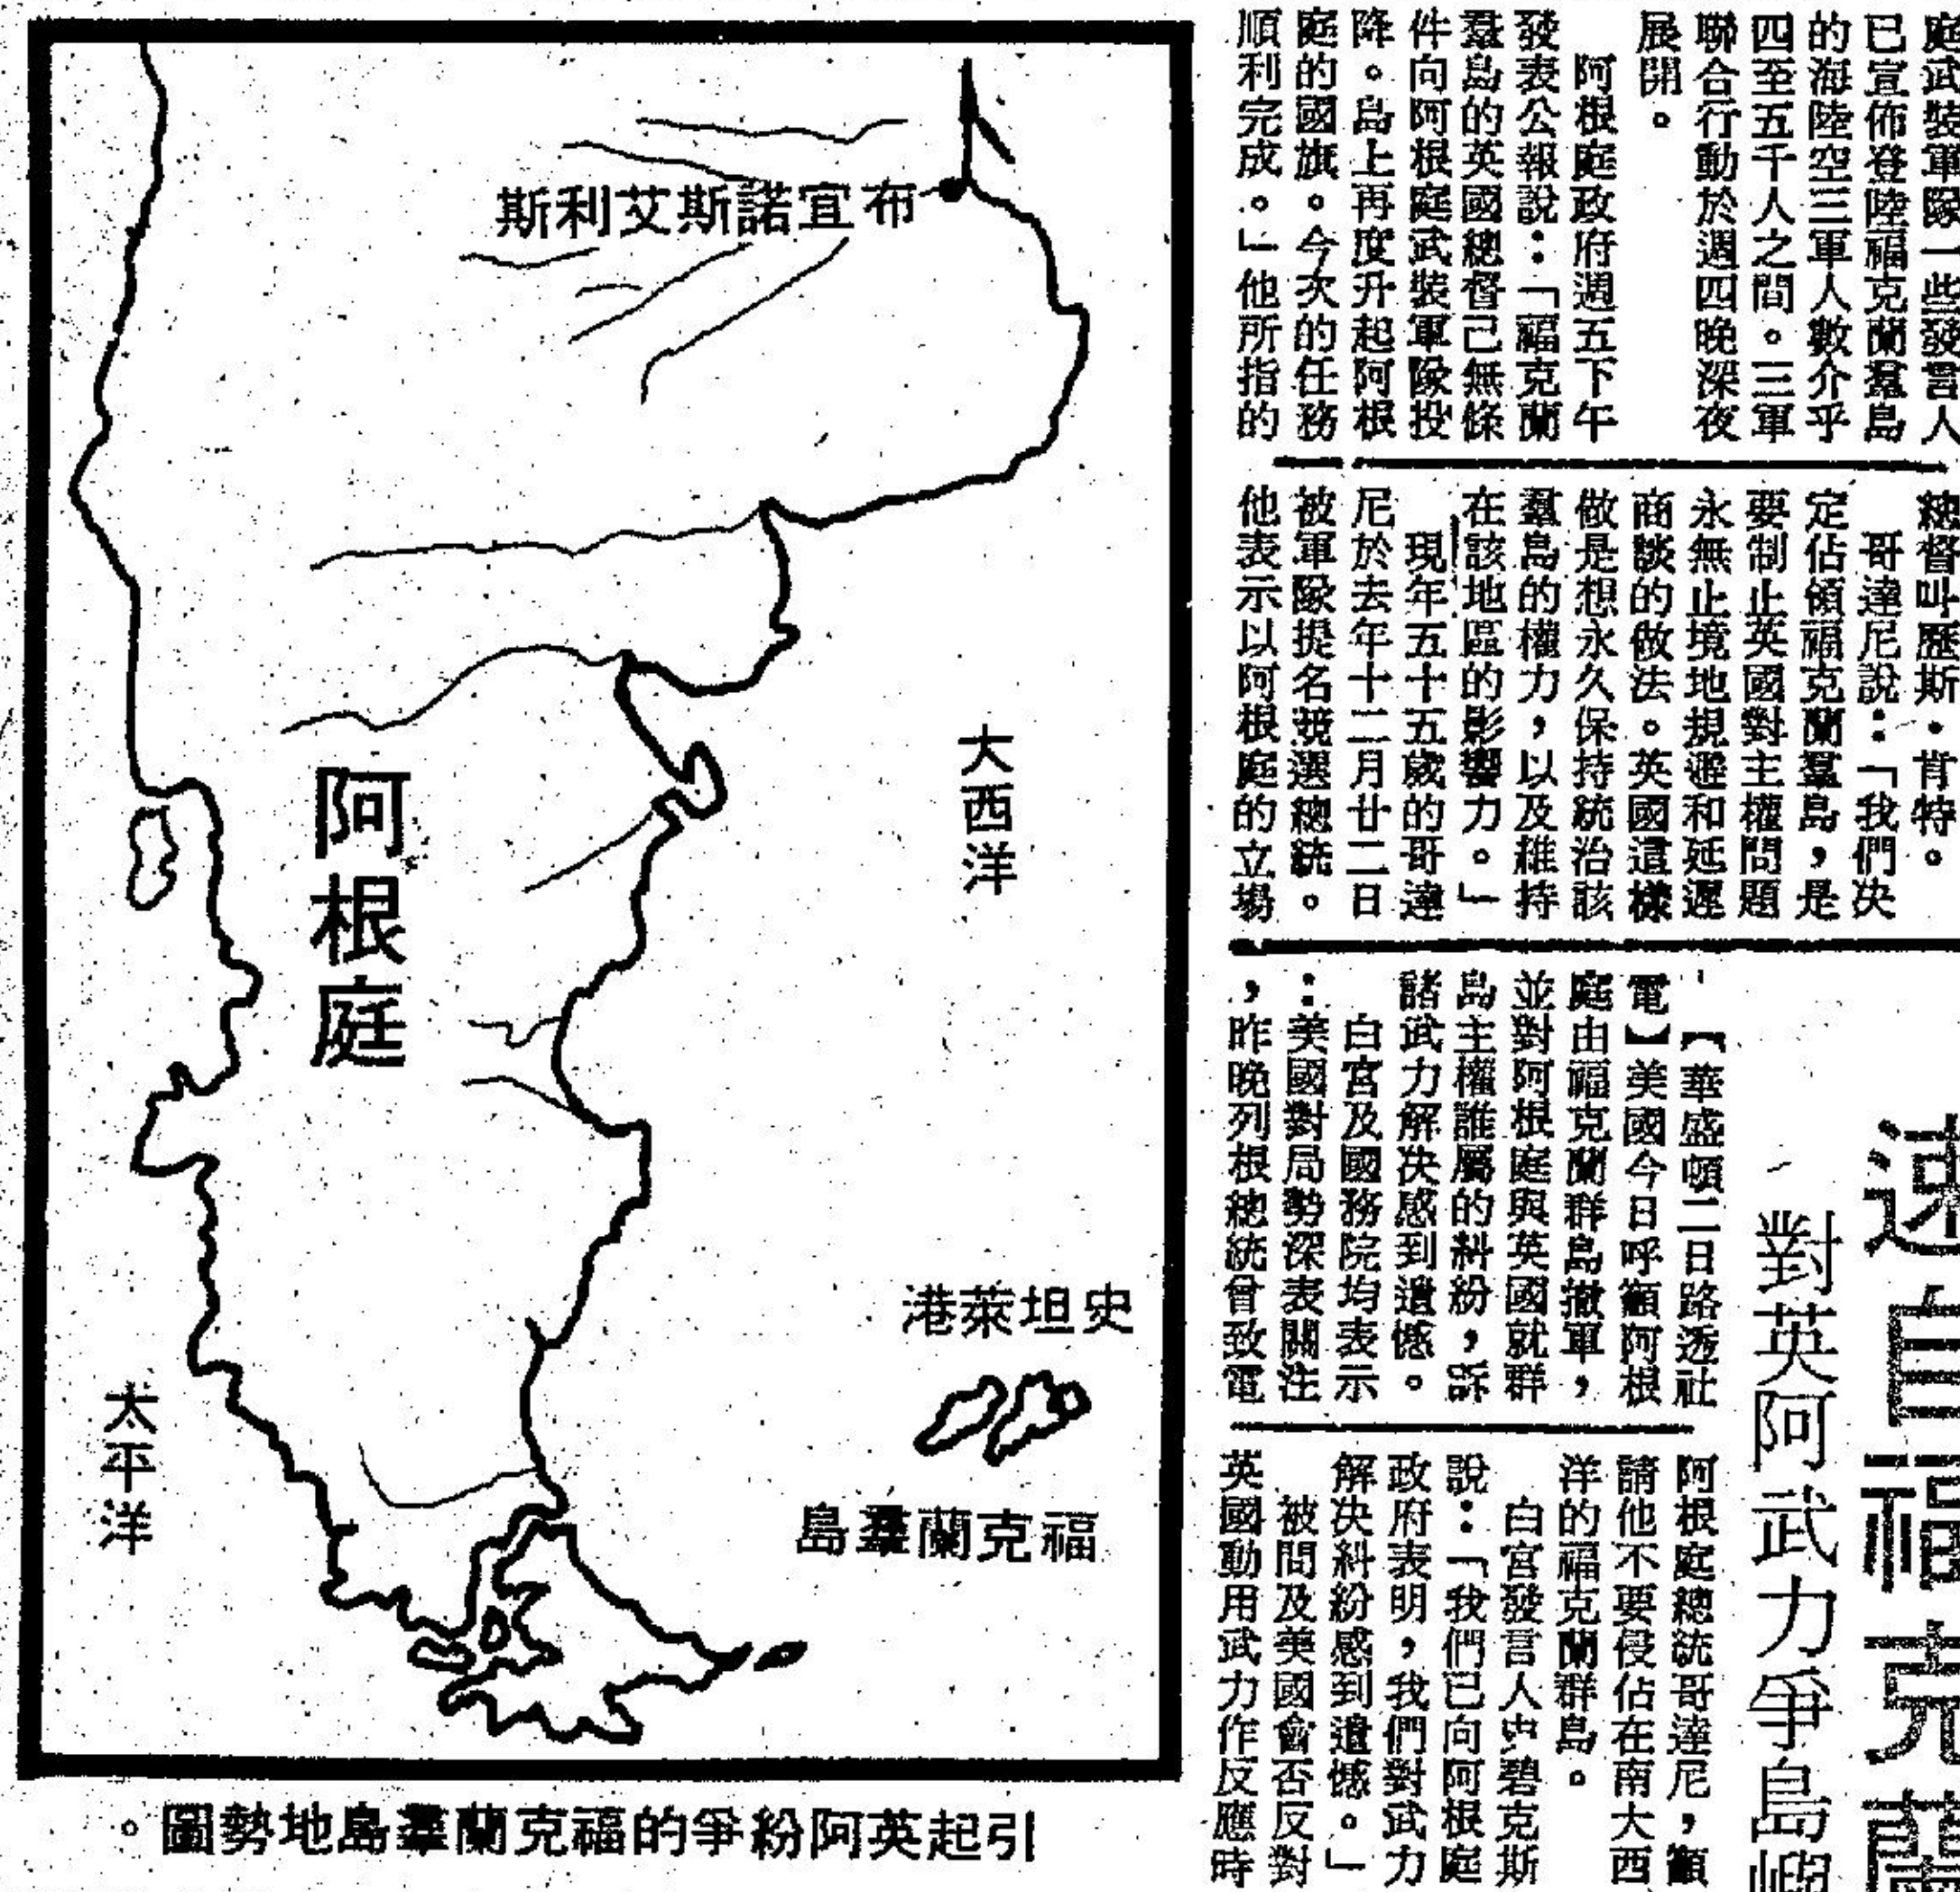 庭武裝軍隊一些發言人
已宣佈登陸福克蘭羣島
的海陸空三軍人數介乎
四至五千人之間。三軍
聯合行動於週四晚深夜
展開。
阿根庭政府週五下午
發表公報說：「福克蘭
羣島的英國總督己無條
件向阿根庭武裝軍隊投
降。島上再度升起阿根
庭的國旗。今次的任務
順利完成。」他所指的
總督叫歷斯·肯特。
哥達尼說：「我們决
定佔領福克蘭羣島，是
要制止英國對主權問題
永無止境地規避和延遲
商談的做法。英國這樣
做是想永久保持統治該
羣島的權力，以及維持
在該地區的影響力。」
現年五十五歲的哥達
尼於去年十二月廿二日
被軍隊提名競選總統。
他表示以阿根庭的立場
速自福克蘭
對英阿武力爭島嶼
【華盛頓二日路透社
電】美國今日呼籲阿根
庭由福克蘭群島撤軍，
並對阿根庭與英國就群
島主權誰屬的糾紛，訴
諸武力解决感到遺憾。
白宮及國務院均表示
：美國對局勢深表關注
，昨晚列根總統曾致電
阿根庭總統哥達尼，籲
請他不要侵佔在南大西
洋的福克蘭群島。
白宮發言人史碧克斯
說：「我們已向阿根庭
政府表明，我們對武力
解决糾紛感到遺憾。」
被問及美國會否反對
英國動用武力作反應時
布宜諾斯艾利斯
大西洋
阿根庭
史坦萊港
太平洋
福克蘭羣島
引起英阿紛爭的福克蘭羣島地勢圖。